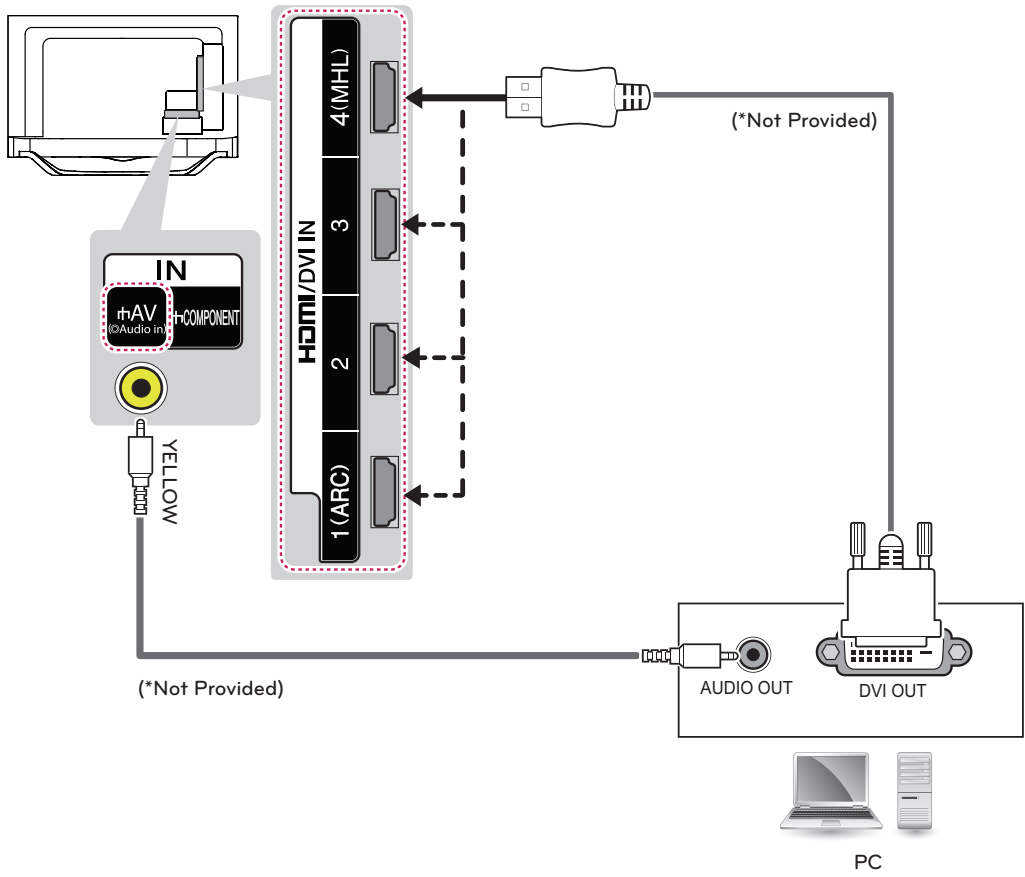 4(MHL)
3
2
1(ARC)
HDMI/DVI IN
(*Not Provided)
IN
AV
(Audio in)
COMPONENT
YELLOW
(*Not Provided)
AUDIO OUT
DVI OUT
PC